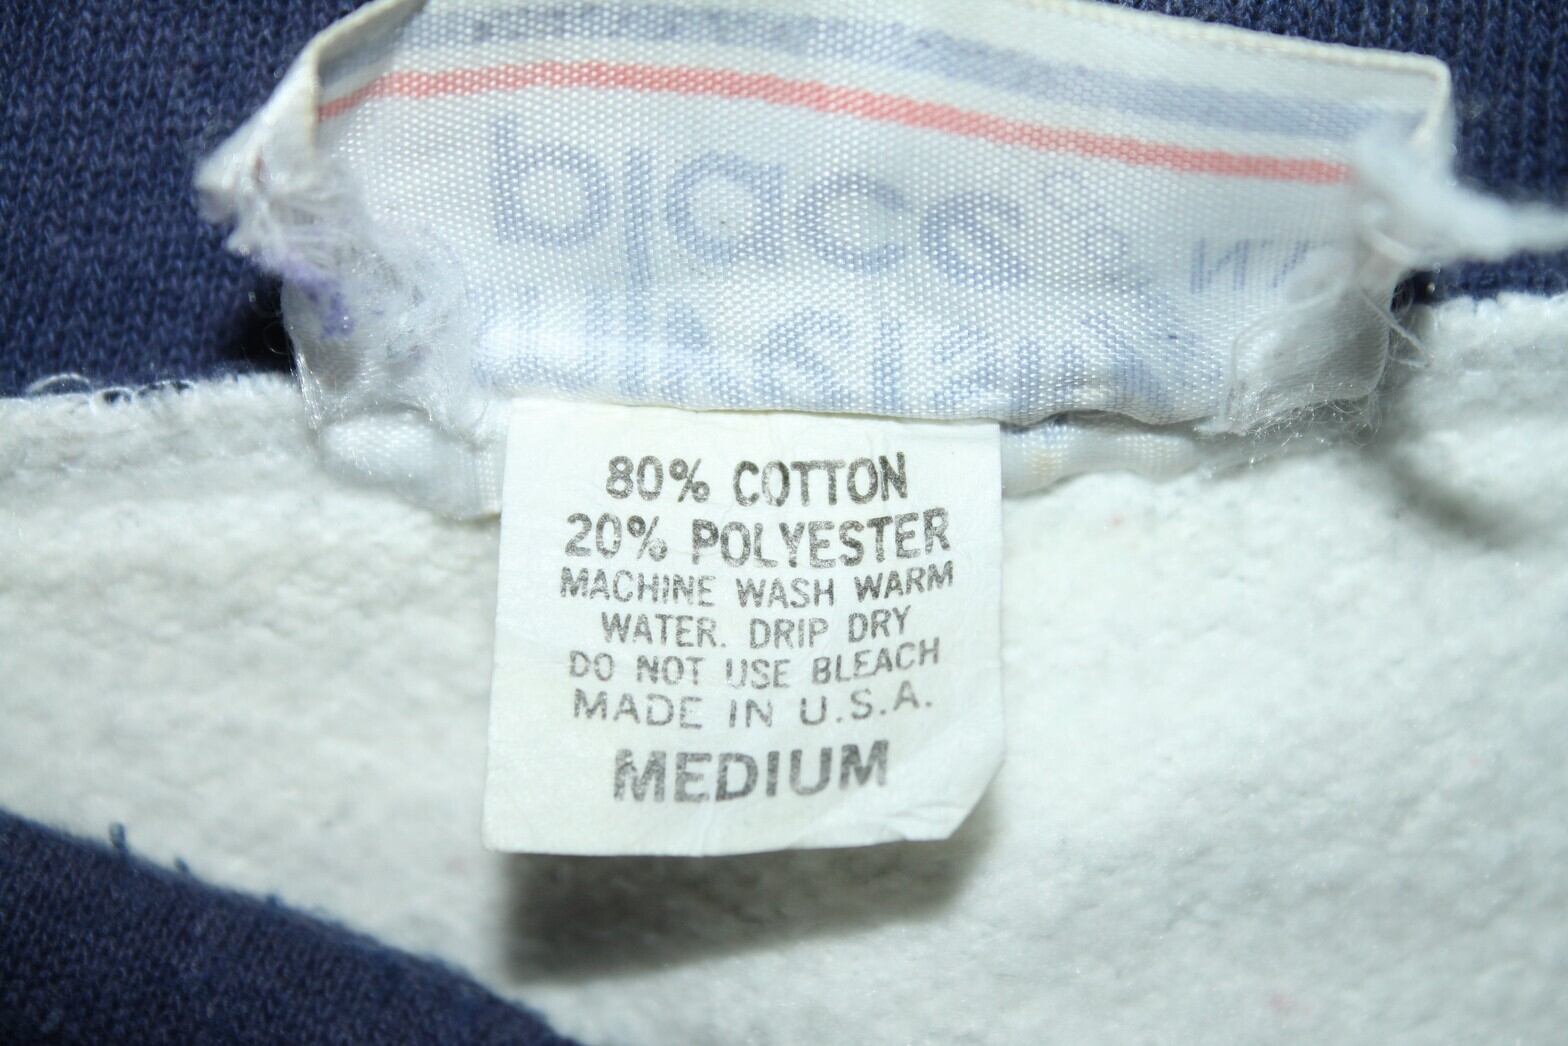 80% COTTON
20% POLYESTER
MACHINE WASH WARM
WATER. DRIP DRY
DO NOT USE BLEACH
MADE IN U.S.A.
MEDIUM